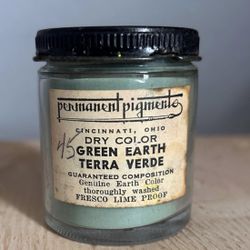 permanent pigments
CINCINNATI, OHIO
DRY COLOR
45 GREEN EARTH
TERRA VERDE
GUARANTEED COMPOSITION
Genuine Earth Color
thoroughly washed
FRESCO LIME PROOF